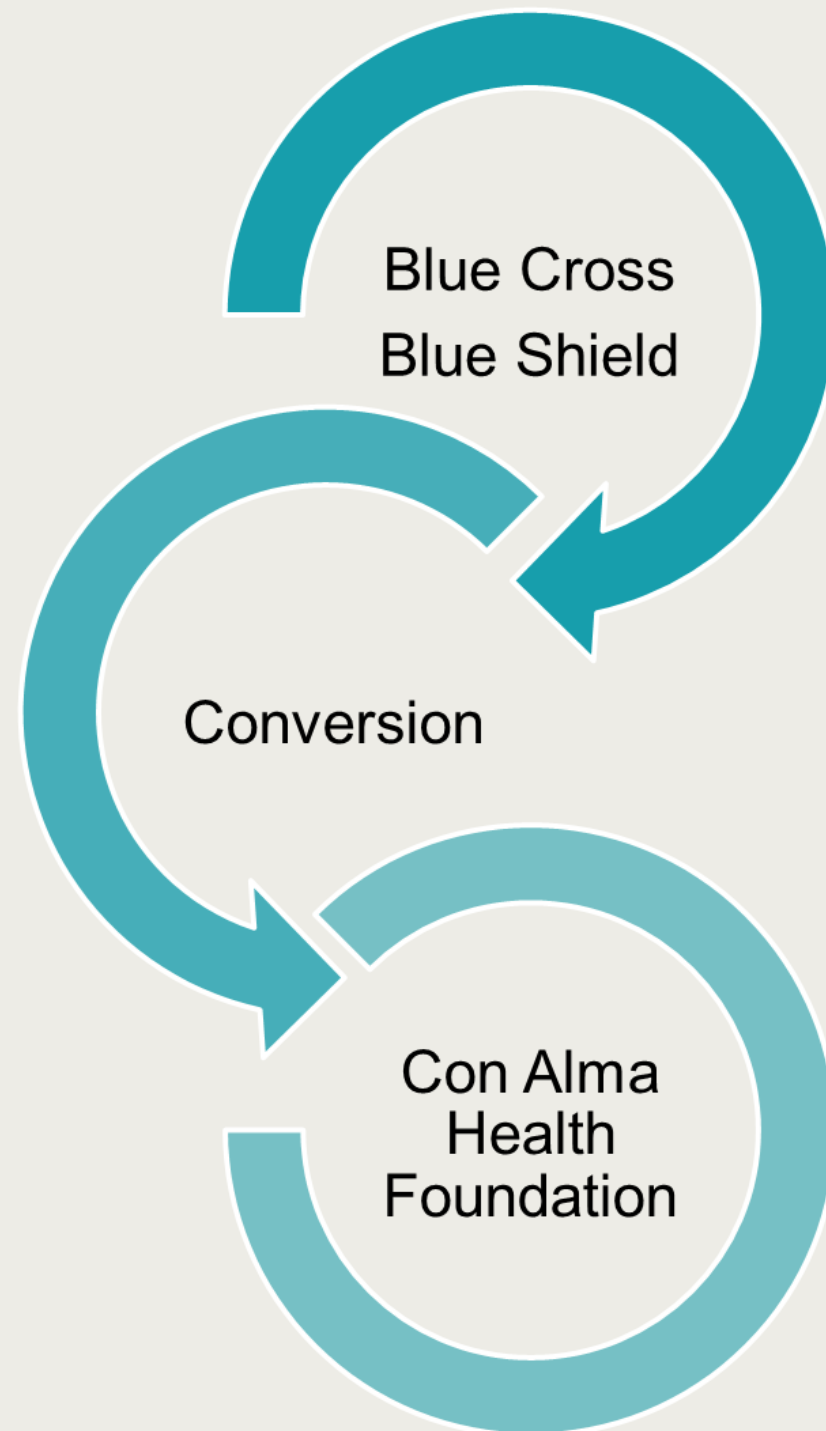 Blue Cross
Blue Shield
Conversion
Con Alma
Health
Foundation